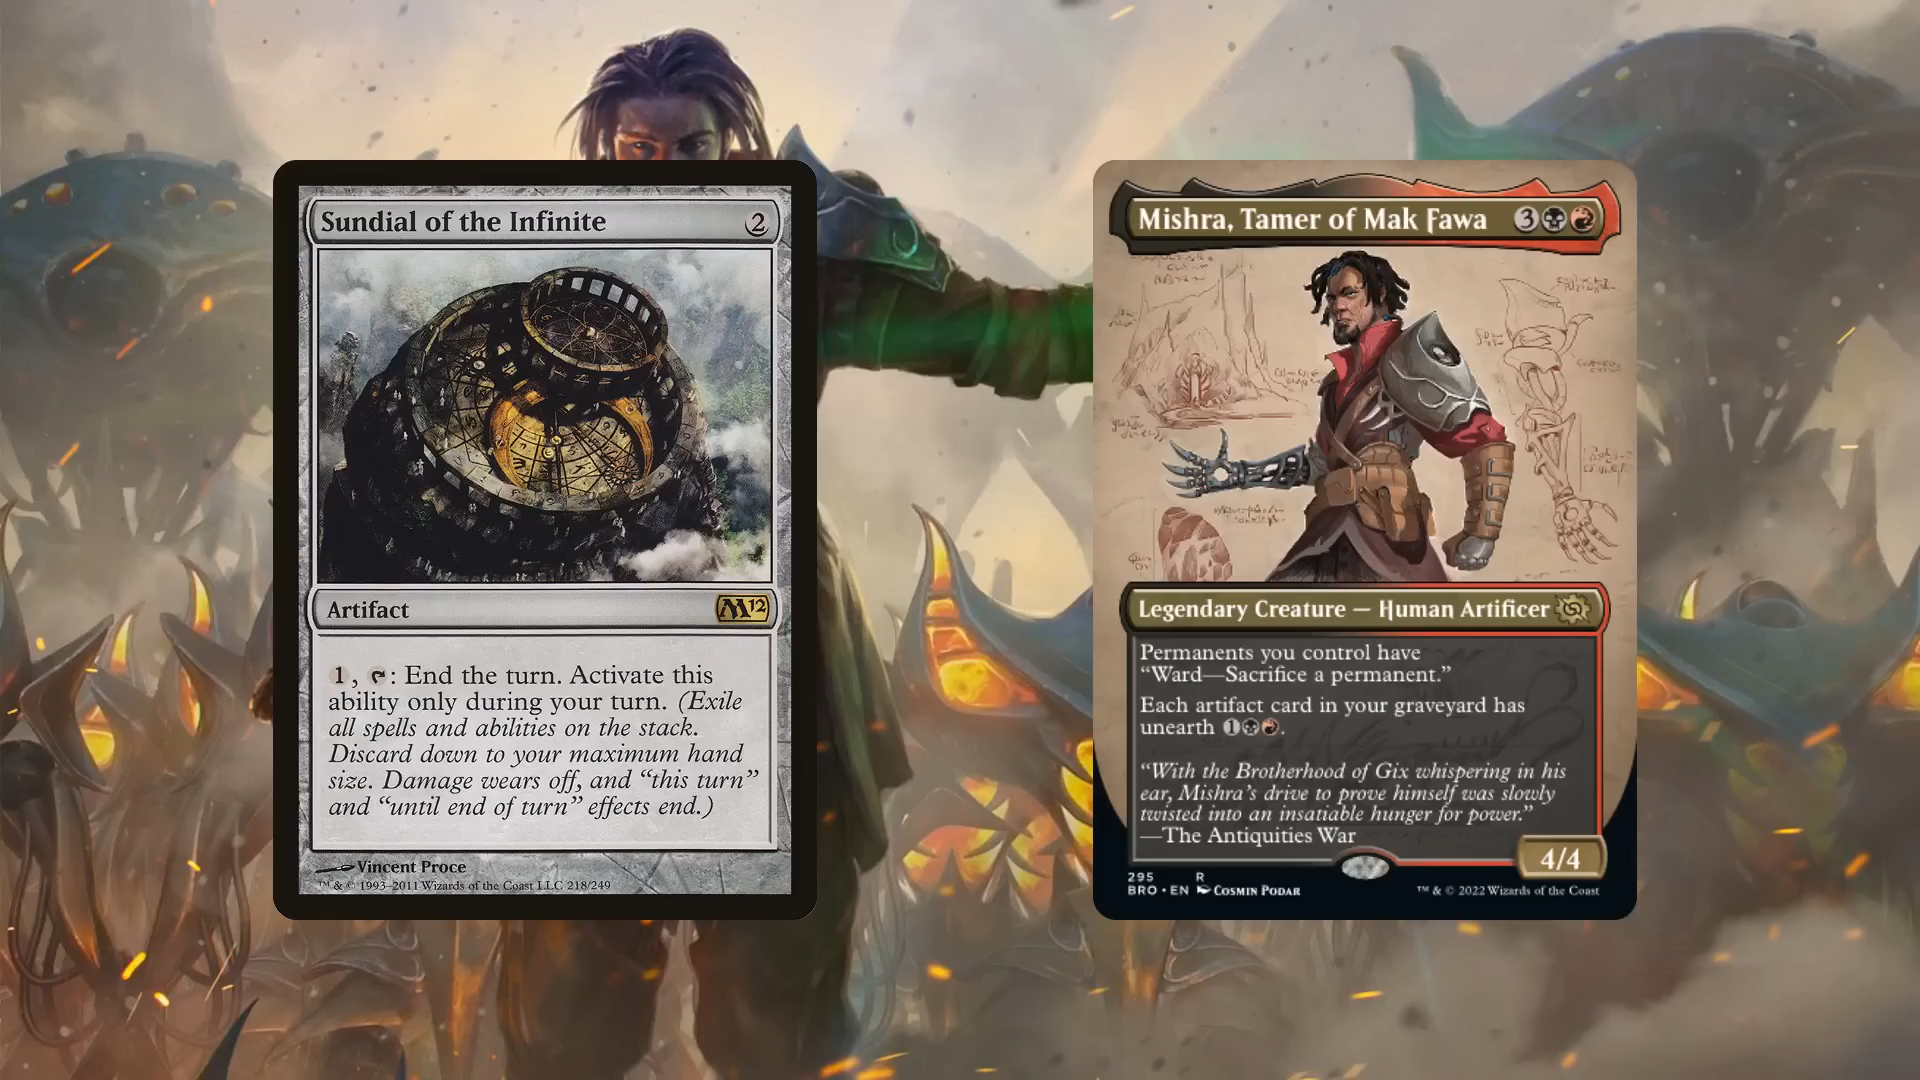 Sundial of the Infinite 2
Artifact M12
1, : End the turn. Activate this
ability only during your turn. (Exile
all spells and abilities on the stack.
Discard down to your maximum hand
size. Damage wears off, and “this turn”
and “until end of turn” effects end.)
Vincent Proce
™ & © 1993–2011 Wizards of the Coast LLC 218/249
Mishra, Tamer of Mak Fawa 3
Legendary Creature — Human Artificer
Permanents you control have
“Ward—Sacrifice a permanent.”
Each artifact card in your graveyard has
unearth 1.
“With the Brotherhood of Gix whispering in his
ear, Mishra’s drive to prove himself was slowly
twisted into an insatiable hunger for power.”
—The Antiquities War
4/4
295 R
BRO • EN Cosmin Podar
™ & © 2022 Wizards of the Coast